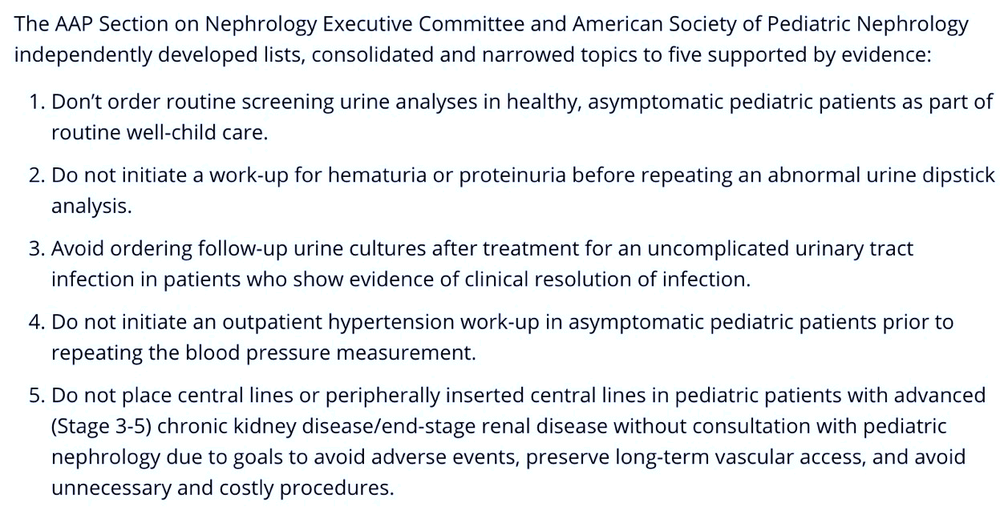 The AAP Section on Nephrology Executive Committee and American Society of Pediatric Nephrology
independently developed lists, consolidated and narrowed topics to five supported by evidence:
1. Don’t order routine screening urine analyses in healthy, asymptomatic pediatric patients as part of
routine well-child care.
2. Do not initiate a work-up for hematuria or proteinuria before repeating an abnormal urine dipstick
analysis.
3. Avoid ordering follow-up urine cultures after treatment for an uncomplicated urinary tract
infection in patients who show evidence of clinical resolution of infection.
4. Do not initiate an outpatient hypertension work-up in asymptomatic pediatric patients prior to
repeating the blood pressure measurement.
5. Do not place central lines or peripherally inserted central lines in pediatric patients with advanced
(Stage 3-5) chronic kidney disease/end-stage renal disease without consultation with pediatric
nephrology due to goals to avoid adverse events, preserve long-term vascular access, and avoid
unnecessary and costly procedures.